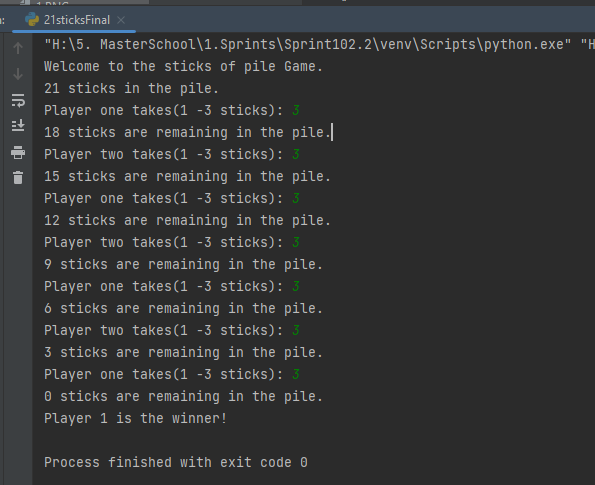 1.PNG
21sticksFinal
"H:\5. MasterSchool\1.Sprints\Sprint102.2\venv\Scripts\python.exe" "H
Welcome to the sticks of pile Game.
21 sticks in the pile.
Player one takes(1 -3 sticks): 3
18 sticks are remaining in the pile.
Player two takes(1 -3 sticks): 3
15 sticks are remaining in the pile.
Player one takes(1 -3 sticks): 3
12 sticks are remaining in the pile.
Player two takes(1 -3 sticks): 3
9 sticks are remaining in the pile.
Player one takes(1 -3 sticks): 3
6 sticks are remaining in the pile.
Player two takes(1 -3 sticks): 3
3 sticks are remaining in the pile.
Player one takes(1 -3 sticks): 3
0 sticks are remaining in the pile.
Player 1 is the winner!
Process finished with exit code 0